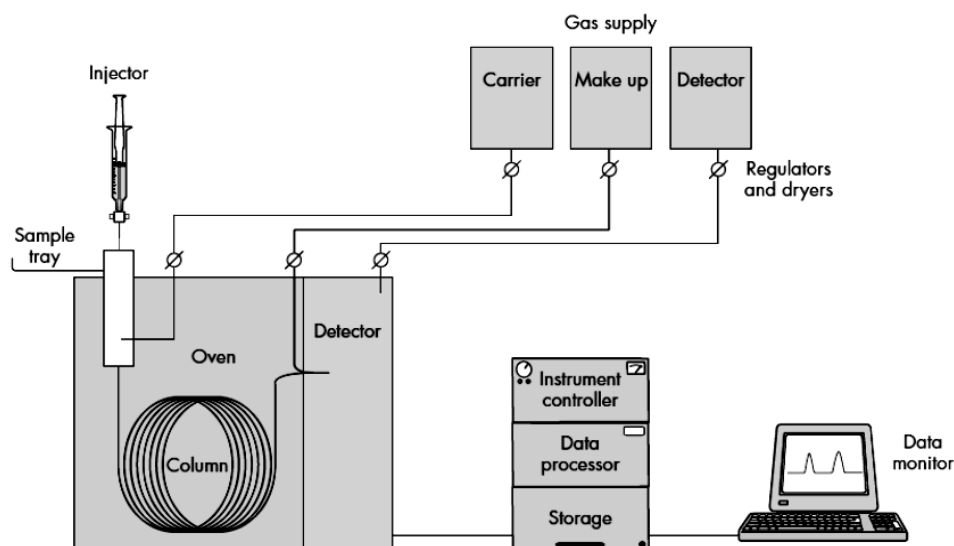 Gas supply
Injector
Carrier
Make up
Detector
Regulators
and dryers
Sample
tray
Oven
Detector
Column
Instrument
controller
Data
processor
Storage
Data
monitor